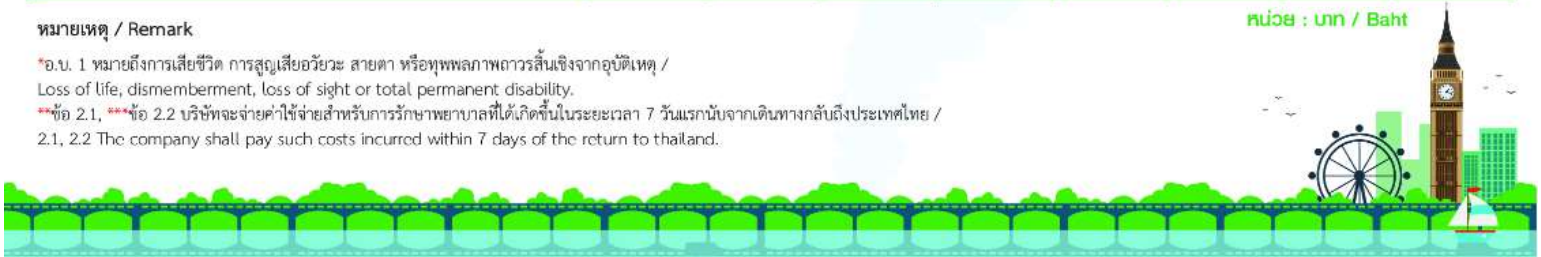 หน่วย : บาท / Baht
หมายเหตุ / Remark
*อ.บ. 1 หมายถึงการเสียชีวิต การสูญเสียอวัยวะ สายตา หรือทุพพลภาพถาวรสิ้นเชิงจากอุบัติเหตุ /
Loss of life, dismemberment, loss of sight or total permanent disability.
**ข้อ 2.1, ***ข้อ 2.2 บริษัทจะจ่ายค่าใช้จ่ายสำหรับการรักษาพยาบาลที่ได้เกิดขึ้นในระยะเวลา 7 วันแรกนับจากเดินทางกลับถึงประเทศไทย /
2.1, 2.2 The company shall pay such costs incurred within 7 days of the return to thailand.